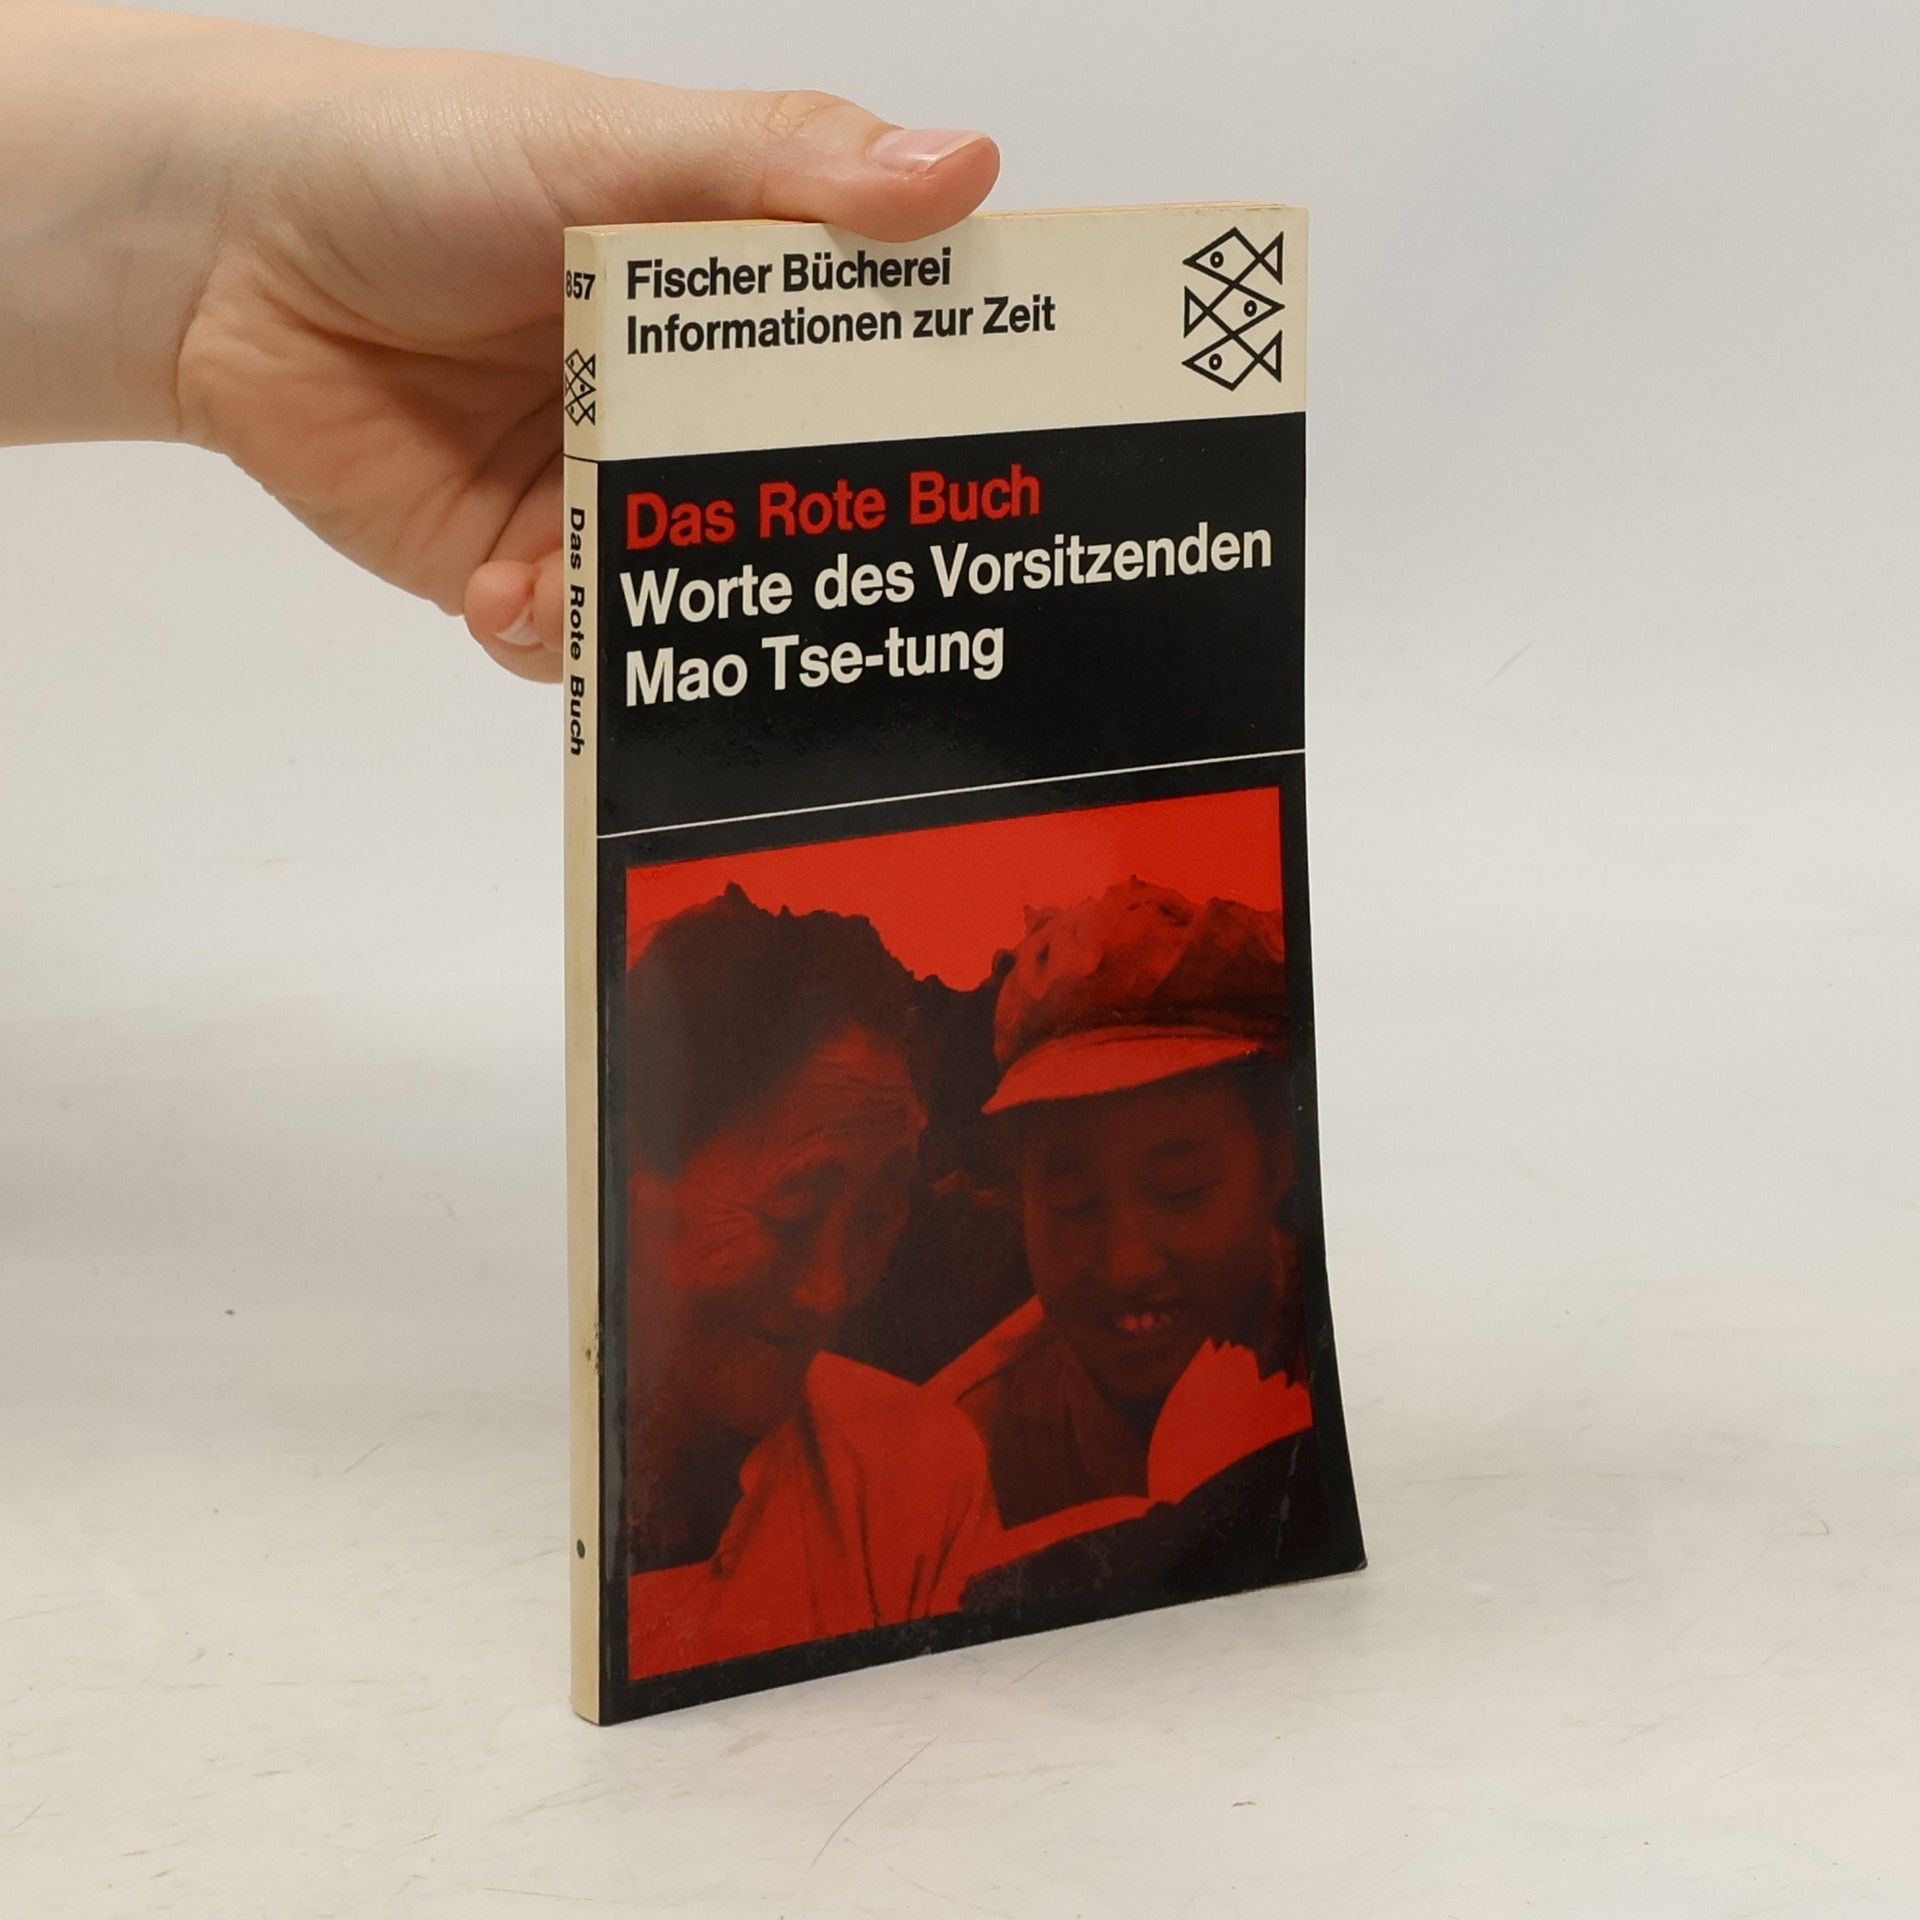 857
Fischer Bücherei
Informationen zur Zeit
Das Rote Buch
Das Rote Buch
Worte des Vorsitzenden
Mao Tse-tung